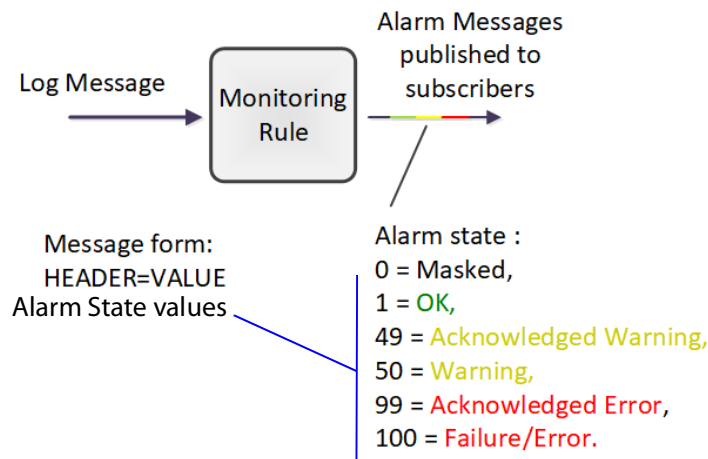 Alarm Messages
published to
subscribers
Log Message
Monitoring
Rule
Message form:
HEADER=VALUE
Alarm State values
Alarm state :
0 = Masked,
1 = OK,
49 = Acknowledged Warning,
50 = Warning,
99 = Acknowledged Error,
100 = Failure/Error.